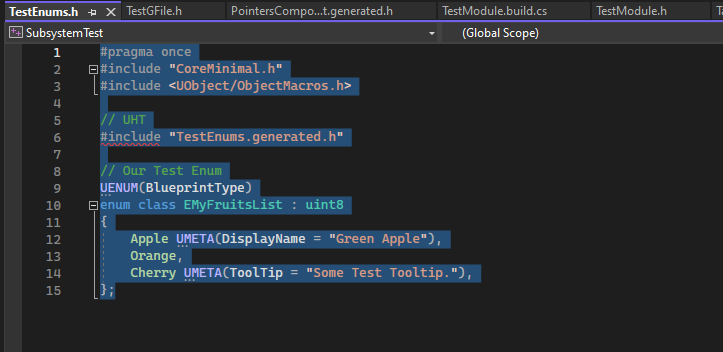 TestEnums.h TestGFile.h PointersCompo...t.generated.h TestModule.build.cs TestModule.h
SubsystemTest (Global Scope)
1 #pragma once
2 #include "CoreMinimal.h"
3 #include <UObject/ObjectMacros.h>
4
5 // UHT
6 #include "TestEnums.generated.h"
7
8 // Our Test Enum
9 UENUM(BlueprintType)
10 enum class EMyFruitsList : uint8
11 {
12 Apple UMETA(DisplayName = "Green Apple"),
13 Orange,
14 Cherry UMETA(ToolTip = "Some Test Tooltip."),
15 };